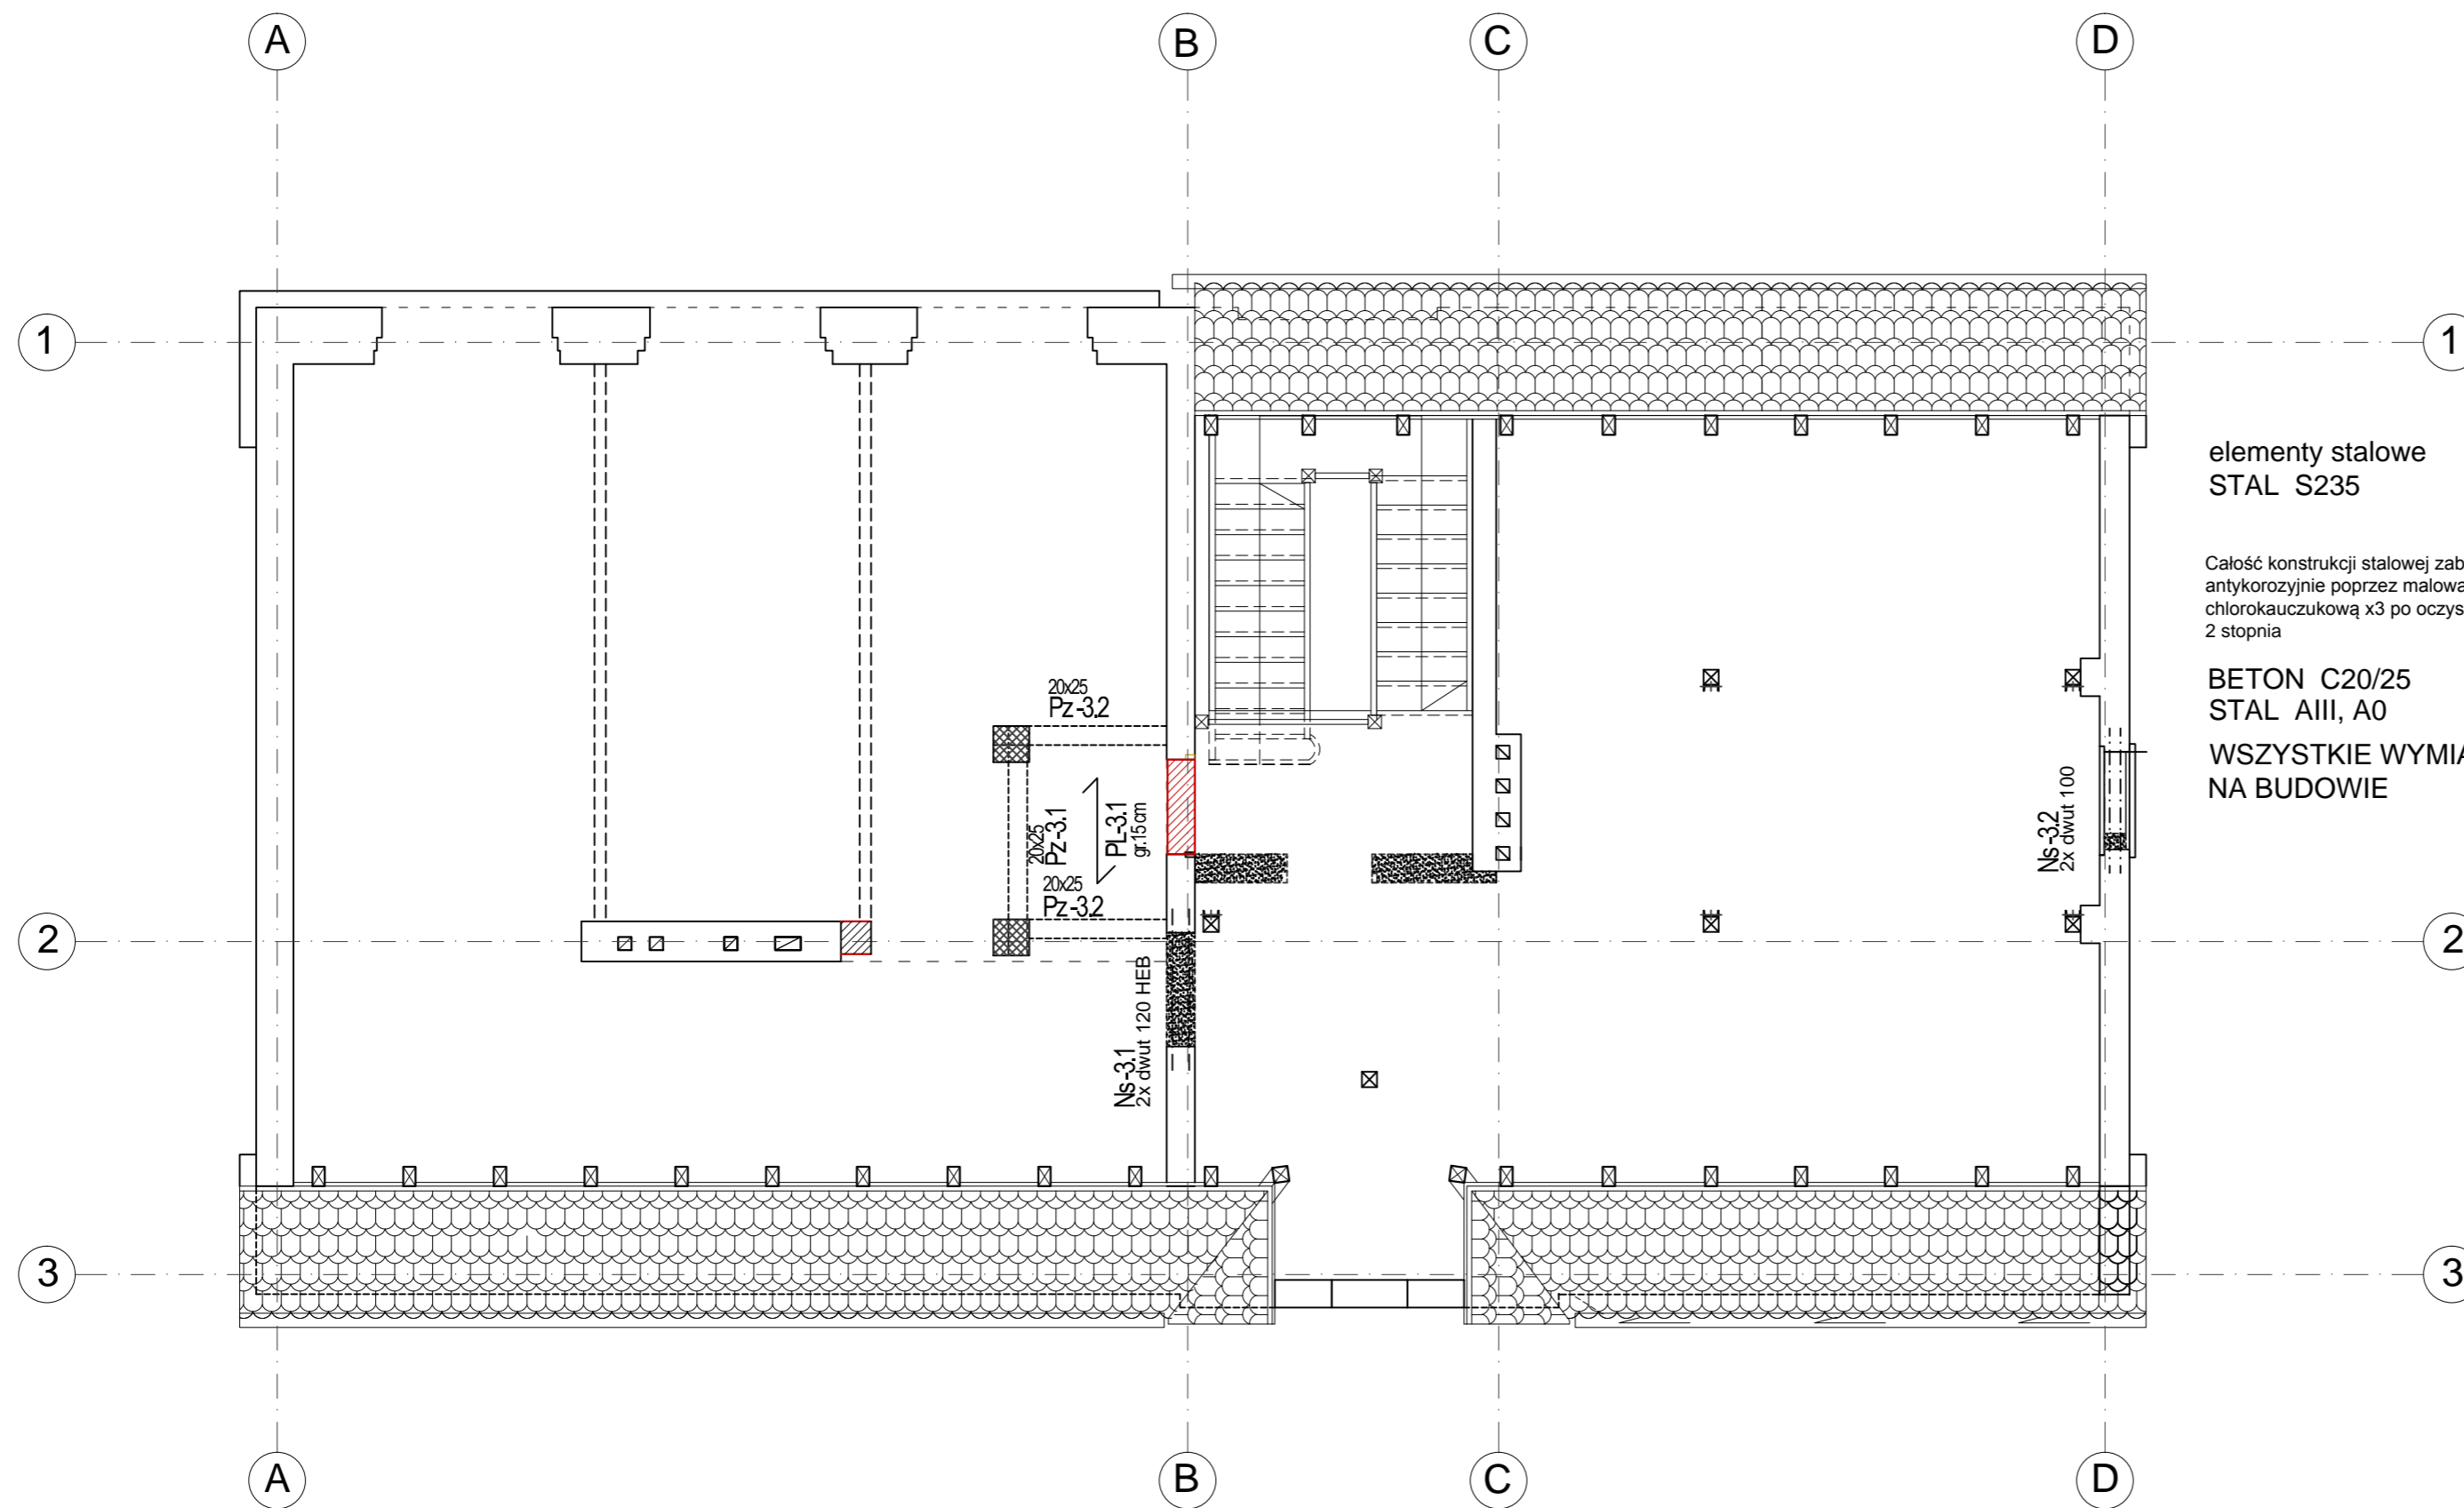 A
B
C
D
1
1
elementy stalowe
STAL S235
Całość konstrukcji stalowej zab
antykorozyjnie poprzez malowa
chlorokauczukową x3 po oczys
2 stopnia
BETON C20/25
STAL AIII, A0
WSZYSTKIE WYMIA
NA BUDOWIE
20x25
Pz-3.2
20x25
Pz-3.1
PL-3.1
gr.15cm
20x25
Pz-3.2
Ns-3.2
2x dwut 100
2
2
Ns-3.1
2x dwut 120 HEB
3
3
A
B
C
D